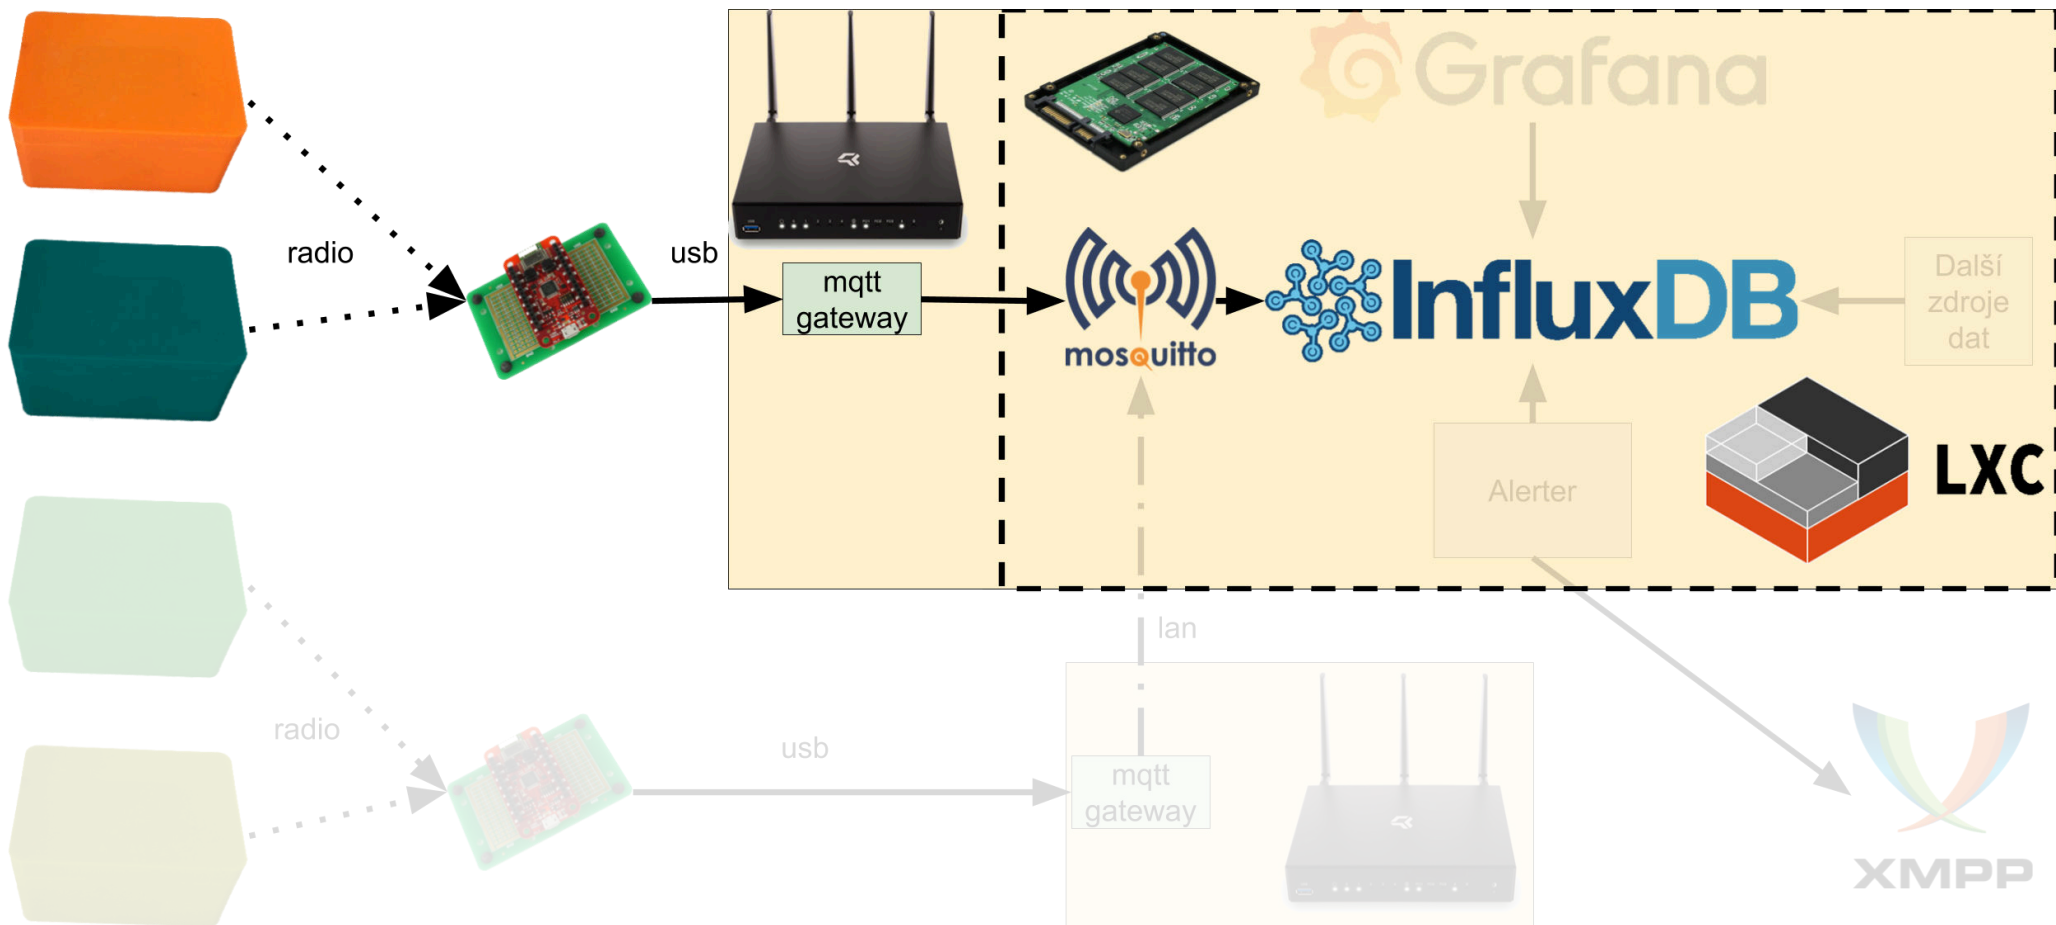 Grafana
radio
usb
mqtt
gateway
mosquitto
InfluxDB
Další
zdroje
dat
Alerter
LXC
lan
radio
usb
mqtt
gateway
XMPP